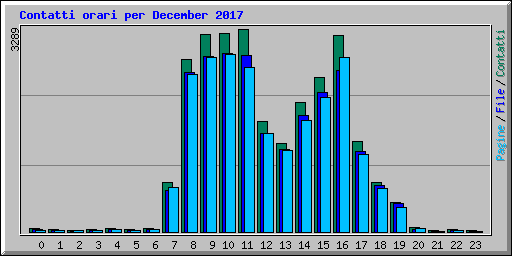 Contatti orari per December 2017
3289
Pagine / File / Contatti
0 1 2 3 4 5 6 7 8 9 10 11 12 13 14 15 16 17 18 19 20 21 22 23